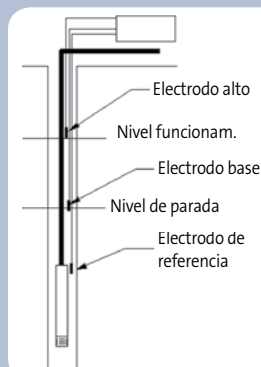 Electrodo alto
Nivel funcionam.
Electrodo base
Nivel de parada
Electrodo de
referencia